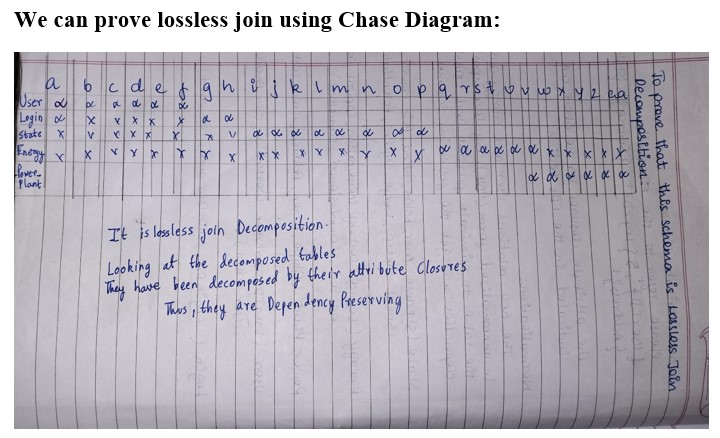 We can prove lossless join using Chase Diagram:
To prove that this schema is Lossless Join
Decomposition:
a b c d e f g h i j k l m n o p q r s t u v w x y z aa
User α α α α α α
Login α x x x x x α α
State x v x x x x x v α α α α α α α α
Energy x x x x x x x x x x x x x x x x α α α α α α x x x x x
Power-
Plant α α α α α α
It is lossless join Decomposition.
Looking at the decomposed tables
They have been decomposed by their attribute Closures
Thus, they are Dependency Preserving